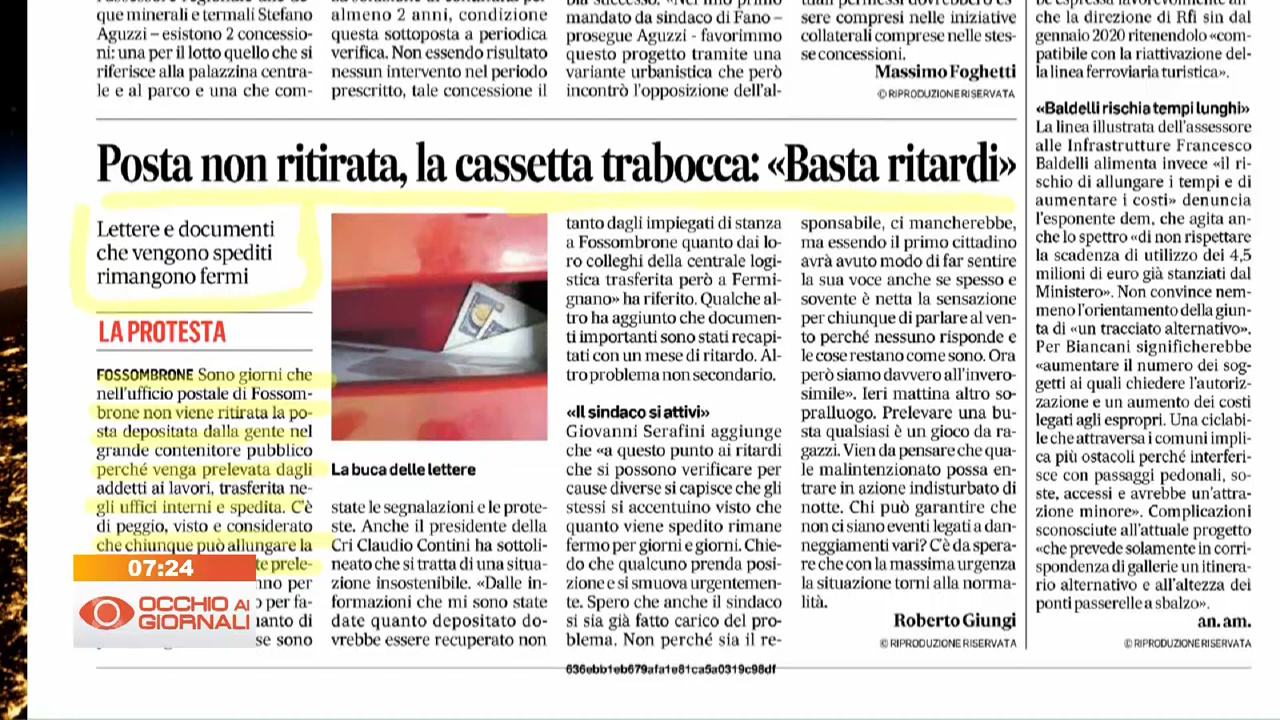 que minerali e termali Stefano
Aguzzi – esistono 2 concessio-
ni: una per il lotto quello che si
riferisce alla palazzina centra-
le e al parco e una che com-
almeno 2 anni, condizione
questa sottoposta a periodica
verifica. Non essendo risultato
nessun intervento nel periodo
prescritto, tale concessione il
mandato da sindaco di Fano –
prosegue Aguzzi - favorimmo
questo progetto tramite una
variante urbanistica che però
incontrò l'opposizione dell'al-
sere compresi nelle iniziative
collaterali comprese nelle stes-
se concessioni.
Massimo Foghetti
© RIPRODUZIONE RISERVATA
che la direzione di Rfi sin dal
gennaio 2020 ritenendolo «com-
patibile con la riattivazione del-
la linea ferroviaria turistica».
«Baldelli rischia tempi lunghi»
La linea illustrata dell'assessore
alle Infrastrutture Francesco
Baldelli alimenta invece «il ri-
schio di allungare i tempi e di
aumentare i costi» denuncia
l'esponente dem, che agita an-
che lo spettro «di non rispettare
la scadenza di utilizzo dei 4,5
milioni di euro già stanziati dal
Ministero». Non convince nem-
meno l'orientamento della giun-
ta di «un tracciato alternativo».
Per Biancani significherebbe
«aumentare il numero dei sog-
getti ai quali chiedere l'autoriz-
zazione e un aumento dei costi
legati agli espropri. Una ciclabi-
le che attraversa i comuni impli-
ca più ostacoli perché interferi-
sce con passaggi pedonali, so-
ste, accessi e avrebbe un'attra-
zione minore». Complicazioni
sconosciute all'attuale progetto
«che prevede solamente in corri-
spondenza di gallerie un itinera-
rio alternativo e all'altezza dei
ponti passerelle a sbalzo».
an. am.
© RIPRODUZIONE RISERVATA
Posta non ritirata, la cassetta trabocca: «Basta ritardi»
Lettere e documenti
che vengono spediti
rimangono fermi
LA PROTESTA
FOSSOMBRONE Sono giorni che
nell'ufficio postale di Fossom-
brone non viene ritirata la po-
sta depositata dalla gente nel
grande contenitore pubblico
perché venga prelevata dagli
addetti ai lavori, trasferita ne-
gli uffici interni e spedita. C'è
di peggio, visto e considerato
che chiunque può allungare la
te prele-
nno per
o per fa-
uanto di
se sono
La buca delle lettere
state le segnalazioni e le prote-
ste. Anche il presidente della
Cri Claudio Contini ha sottoli-
neato che si tratta di una situa-
zione insostenibile. «Dalle in-
formazioni che mi sono state
date quanto depositato do-
vrebbe essere recuperato non
tanto dagli impiegati di stanza
a Fossombrone quanto dai lo-
ro colleghi della centrale logi-
stica trasferita però a Fermi-
gnano» ha riferito. Qualche al-
tro ha aggiunto che documen-
ti importanti sono stati recapi-
tati con un mese di ritardo. Al-
tro problema non secondario.
«Il sindaco si attivi»
Giovanni Serafini aggiunge
che «a questo punto ai ritardi
che si possono verificare per
cause diverse si capisce che gli
stessi si accentuino visto che
quanto viene spedito rimane
fermo per giorni e giorni. Chie-
do che qualcuno prenda posi-
zione e si smuova urgentemen-
te. Spero che anche il sindaco
si sia già fatto carico del pro-
blema. Non perché sia il re-
sponsabile, ci mancherebbe,
ma essendo il primo cittadino
avrà avuto modo di far sentire
la sua voce anche se spesso e
sovente è netta la sensazione
per chiunque di parlare al ven-
to perché nessuno risponde e
le cose restano come sono. Ora
però siamo davvero all'invero-
simile». Ieri mattina altro so-
pralluogo. Prelevare una bu-
sta qualsiasi è un gioco da ra-
gazzi. Vien da pensare che qua-
le malintenzionato possa en-
trare in azione indisturbato di
notte. Chi può garantire che
non ci siano eventi legati a dan-
neggiamenti vari? C'è da spera-
re che con la massima urgenza
la situazione torni alla norma-
lità.
Roberto Giungi
© RIPRODUZIONE RISERVATA
07:24
OCCHIO AI
GIORNALI
636ebb1eb679afa1e81ca5a0319c98df